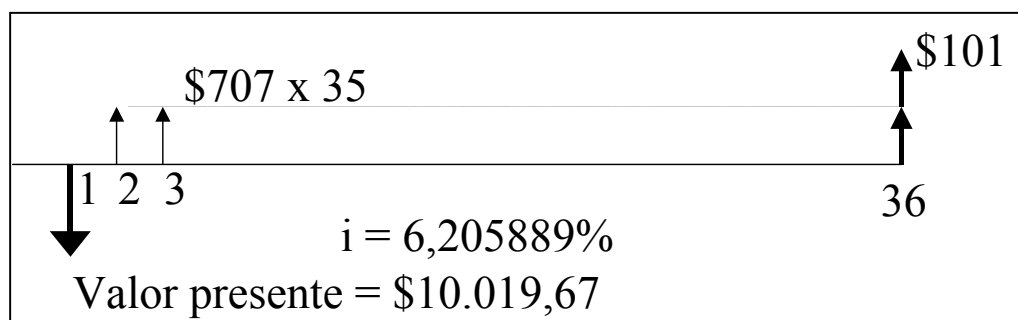 $101
$707 x 35
1 2 3
36
i = 6,205889%
Valor presente = $10.019,67